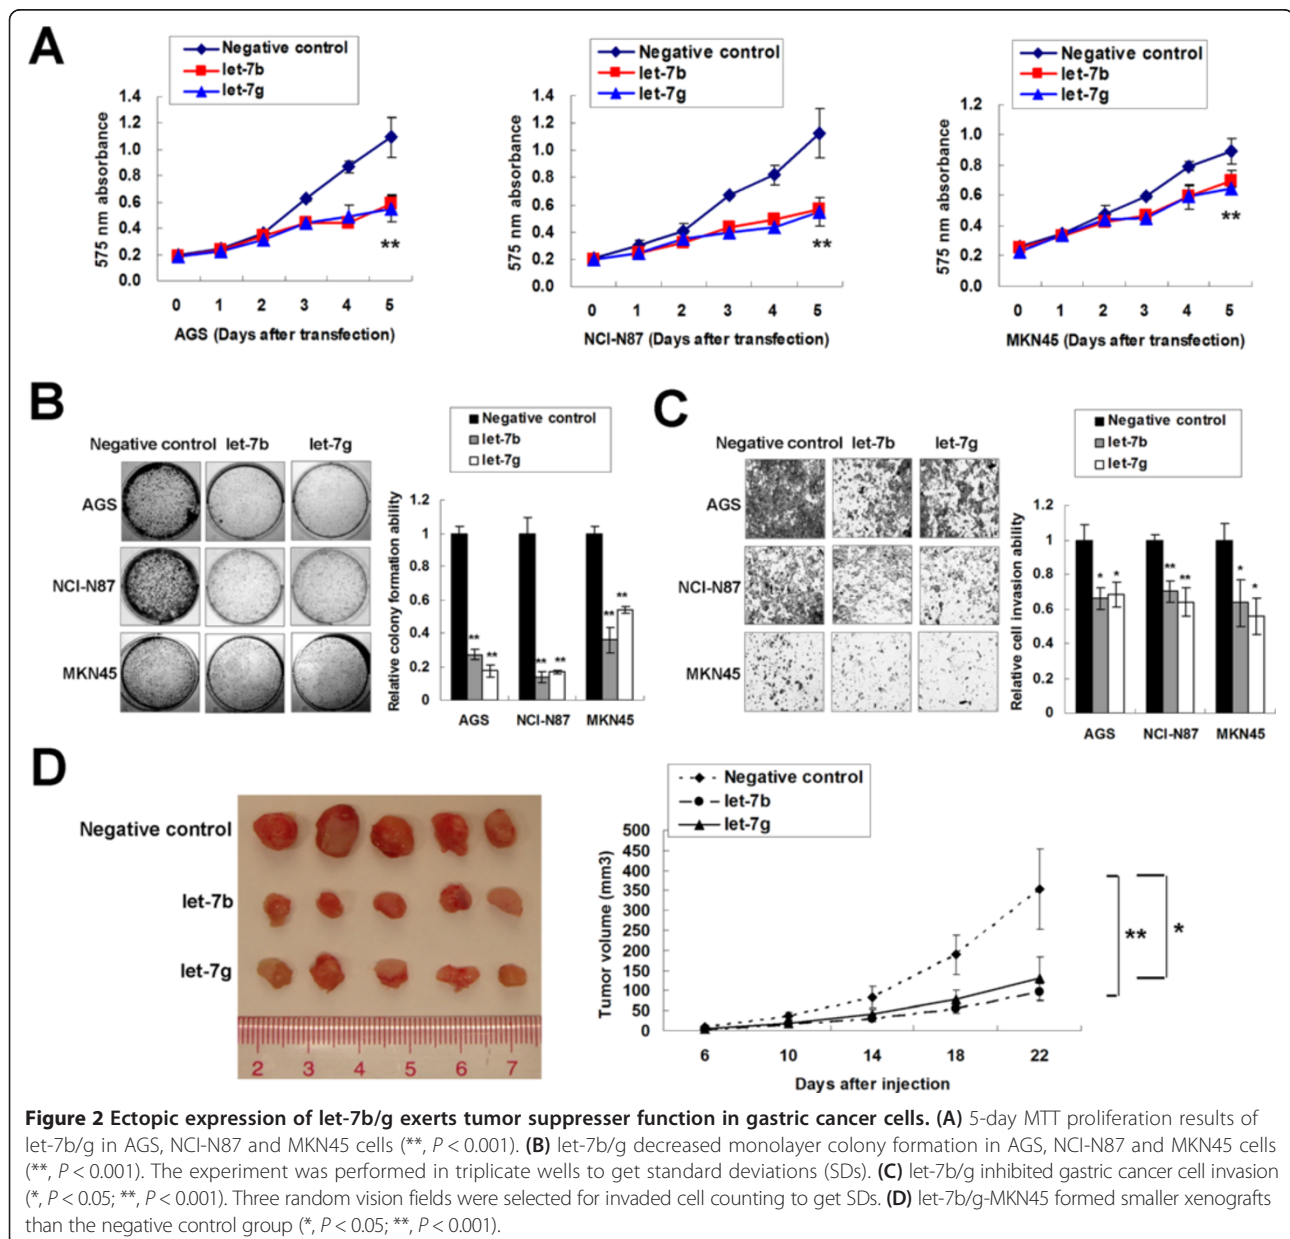 A
Negative control
let-7b
let-7g
575 nm absorbance
1.4
1.2
1.0
0.8
0.6
0.4
0.2
0.0
**
0 1 2 3 4 5
AGS (Days after transfection)
Negative control
let-7b
let-7g
575 nm absorbance
1.4
1.2
1.0
0.8
0.6
0.4
0.2
0.0
**
0 1 2 3 4 5
NCI-N87 (Days after transfection)
Negative control
let-7b
let-7g
575 nm absorbance
1.2
1.0
0.8
0.6
0.4
0.2
0.0
**
0 1 2 3 4 5
MKN45 (Days after transfection)
B
Negative control let-7b let-7g
AGS
NCI-N87
MKN45
Negative control
let-7b
let-7g
Relative colony formation ability
1.2
1
0.8
0.6
0.4
0.2
0
** ** ** ** ** **
AGS NCI-N87 MKN45
C
Negative control let-7b let-7g
AGS
NCI-N87
MKN45
Negative control
let-7b
let-7g
Relative cell invasion ability
1.2
1
0.8
0.6
0.4
0.2
0
* * ** ** * *
AGS NCI-N87 MKN45
D
Negative control
let-7b
let-7g
2 3 4 5 6 7
Negative control
let-7b
let-7g
Tumor volume (mm3)
500
450
400
350
300
250
200
150
100
50
0
** *
6 10 14 18 22
Days after injection
Figure 2 Ectopic expression of let-7b/g exerts tumor suppresser function in gastric cancer cells. (A) 5-day MTT proliferation results of
let-7b/g in AGS, NCI-N87 and MKN45 cells (**, P < 0.001). (B) let-7b/g decreased monolayer colony formation in AGS, NCI-N87 and MKN45 cells
(**, P < 0.001). The experiment was performed in triplicate wells to get standard deviations (SDs). (C) let-7b/g inhibited gastric cancer cell invasion
(*, P < 0.05; **, P < 0.001). Three random vision fields were selected for invaded cell counting to get SDs. (D) let-7b/g-MKN45 formed smaller xenografts
than the negative control group (*, P < 0.05; **, P < 0.001).